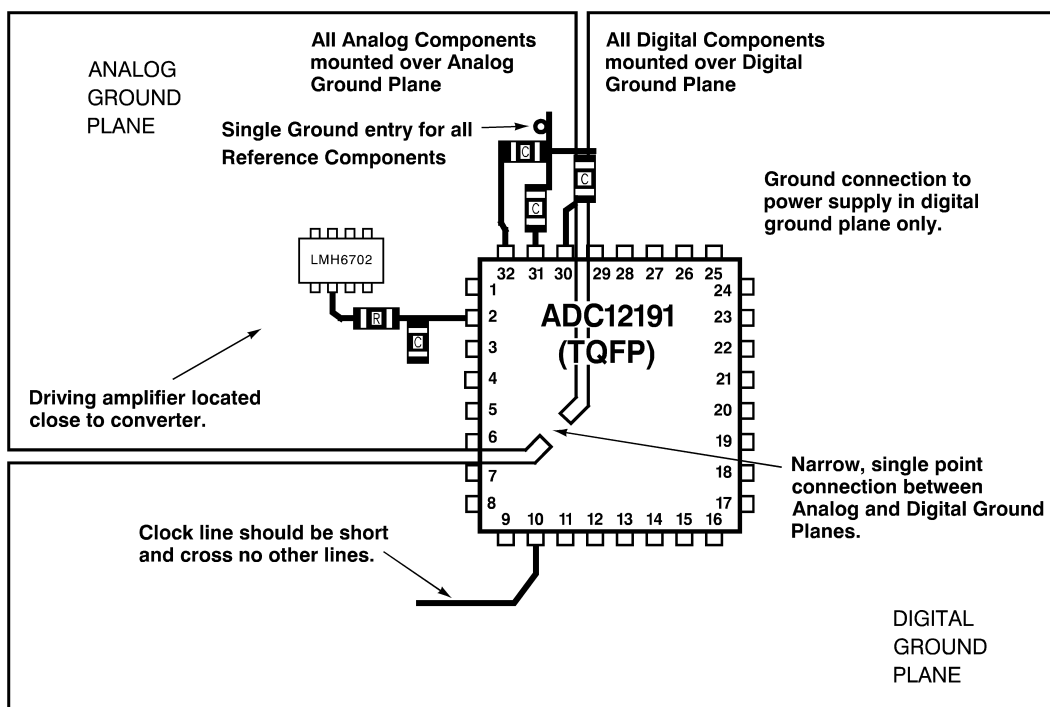 ANALOG
GROUND
PLANE
All Analog Components
mounted over Analog
Ground Plane
All Digital Components
mounted over Digital
Ground Plane
Single Ground entry for all
Reference Components
C
C
C
Ground connection to
power supply in digital
ground plane only.
LMH6702
R
C
32 31 30 29 28 27 26 25
1
2
3
4
5
6
7
8
24
23
22
21
20
19
18
17
ADC12191
(TQFP)
9 10 11 12 13 14 15 16
Driving amplifier located
close to converter.
Narrow, single point
connection between
Analog and Digital Ground
Planes.
Clock line should be short
and cross no other lines.
DIGITAL
GROUND
PLANE